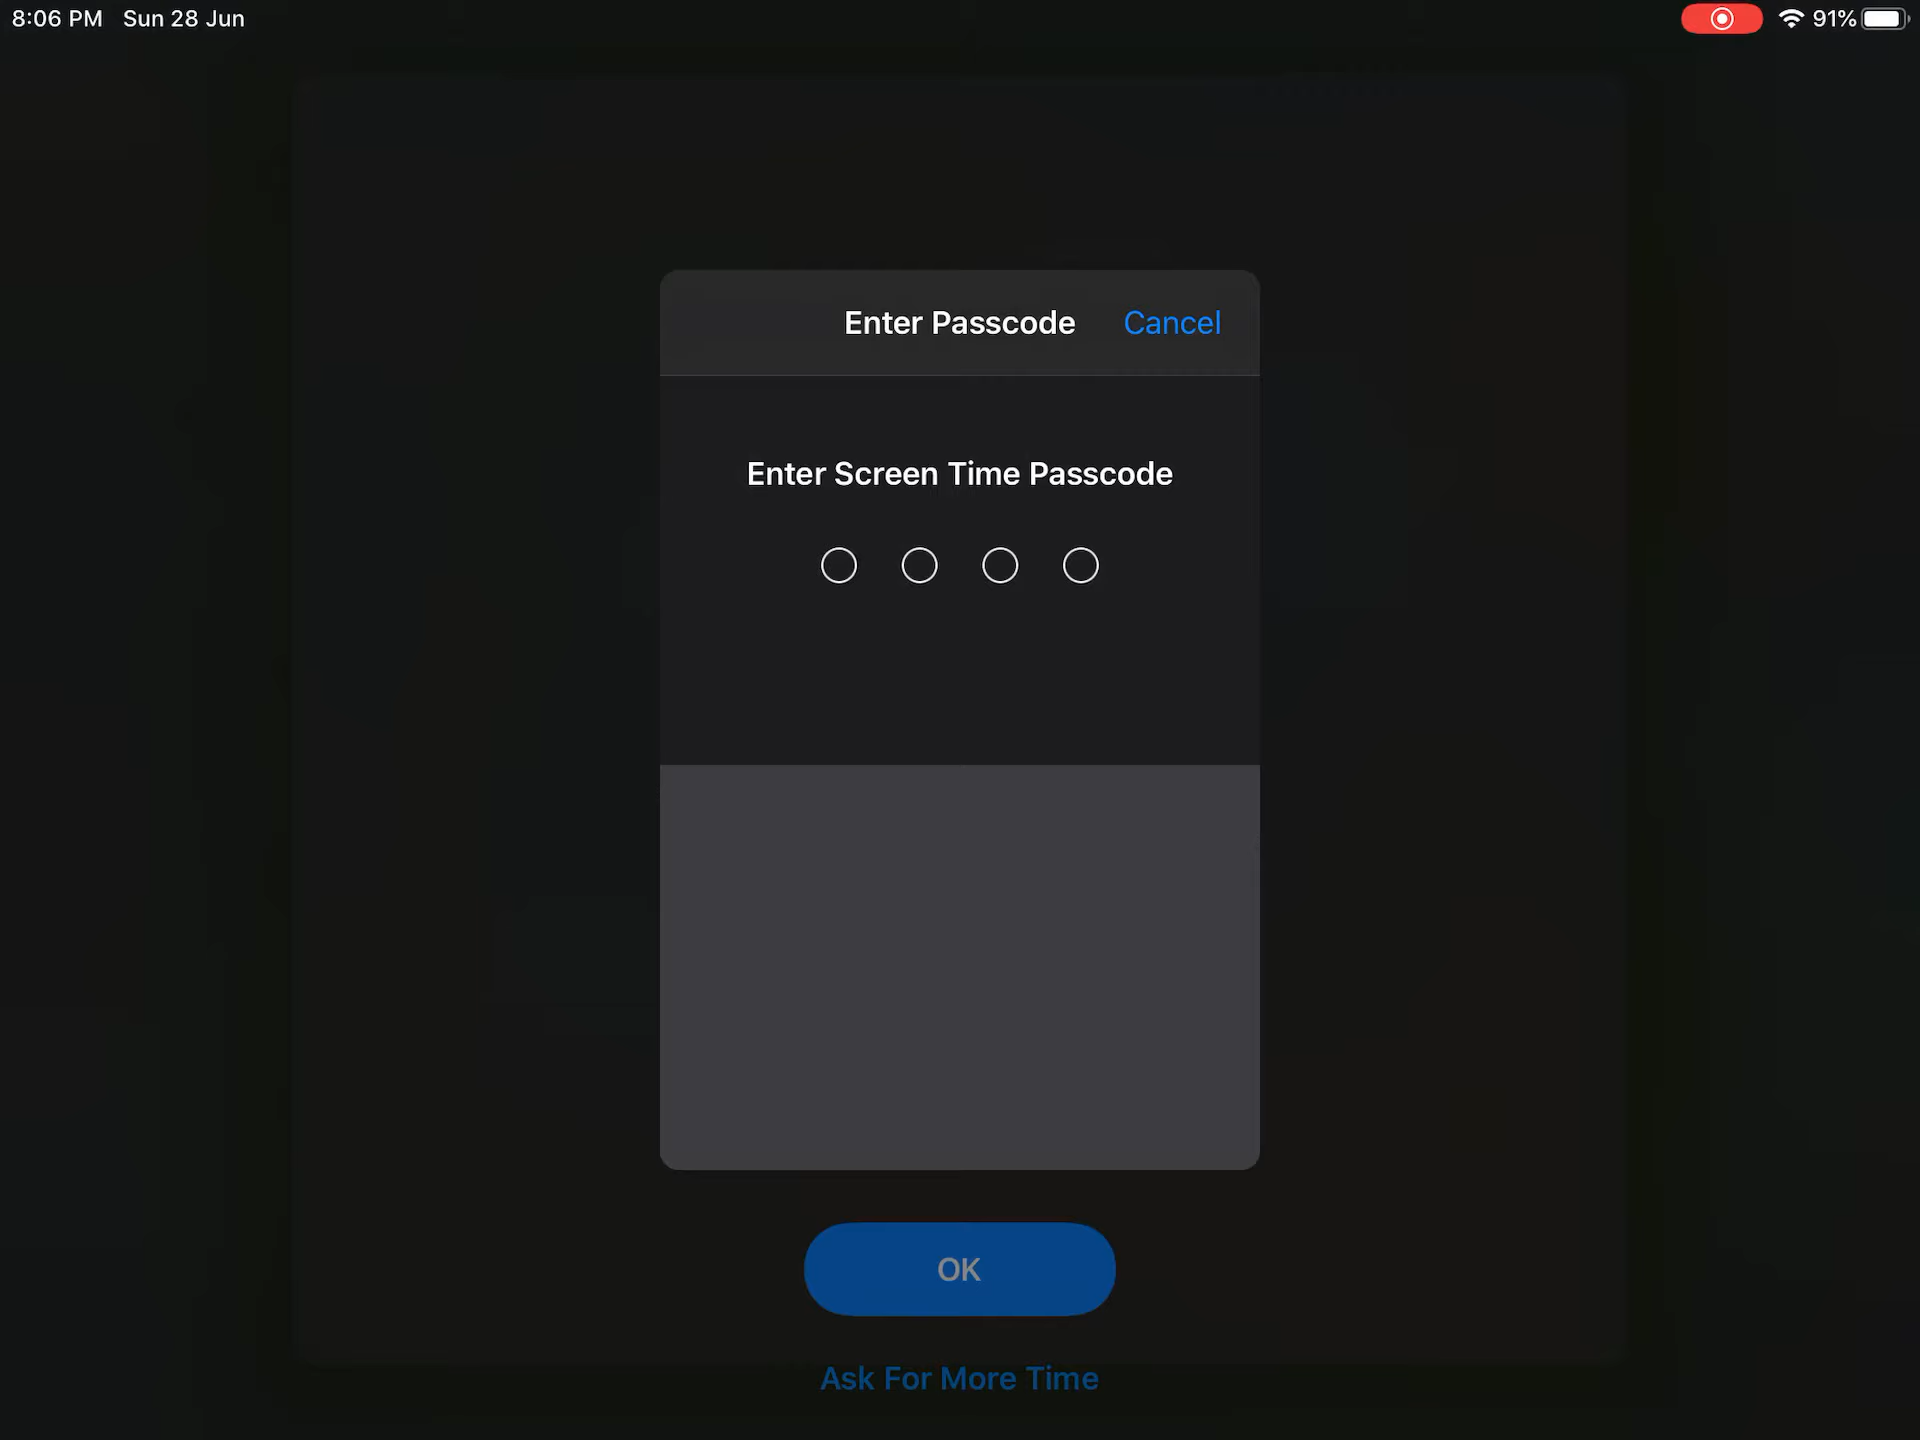 8:06 PM Sun 28 Jun 91%
Enter Passcode Cancel
Enter Screen Time Passcode
OK
Ask For More Time